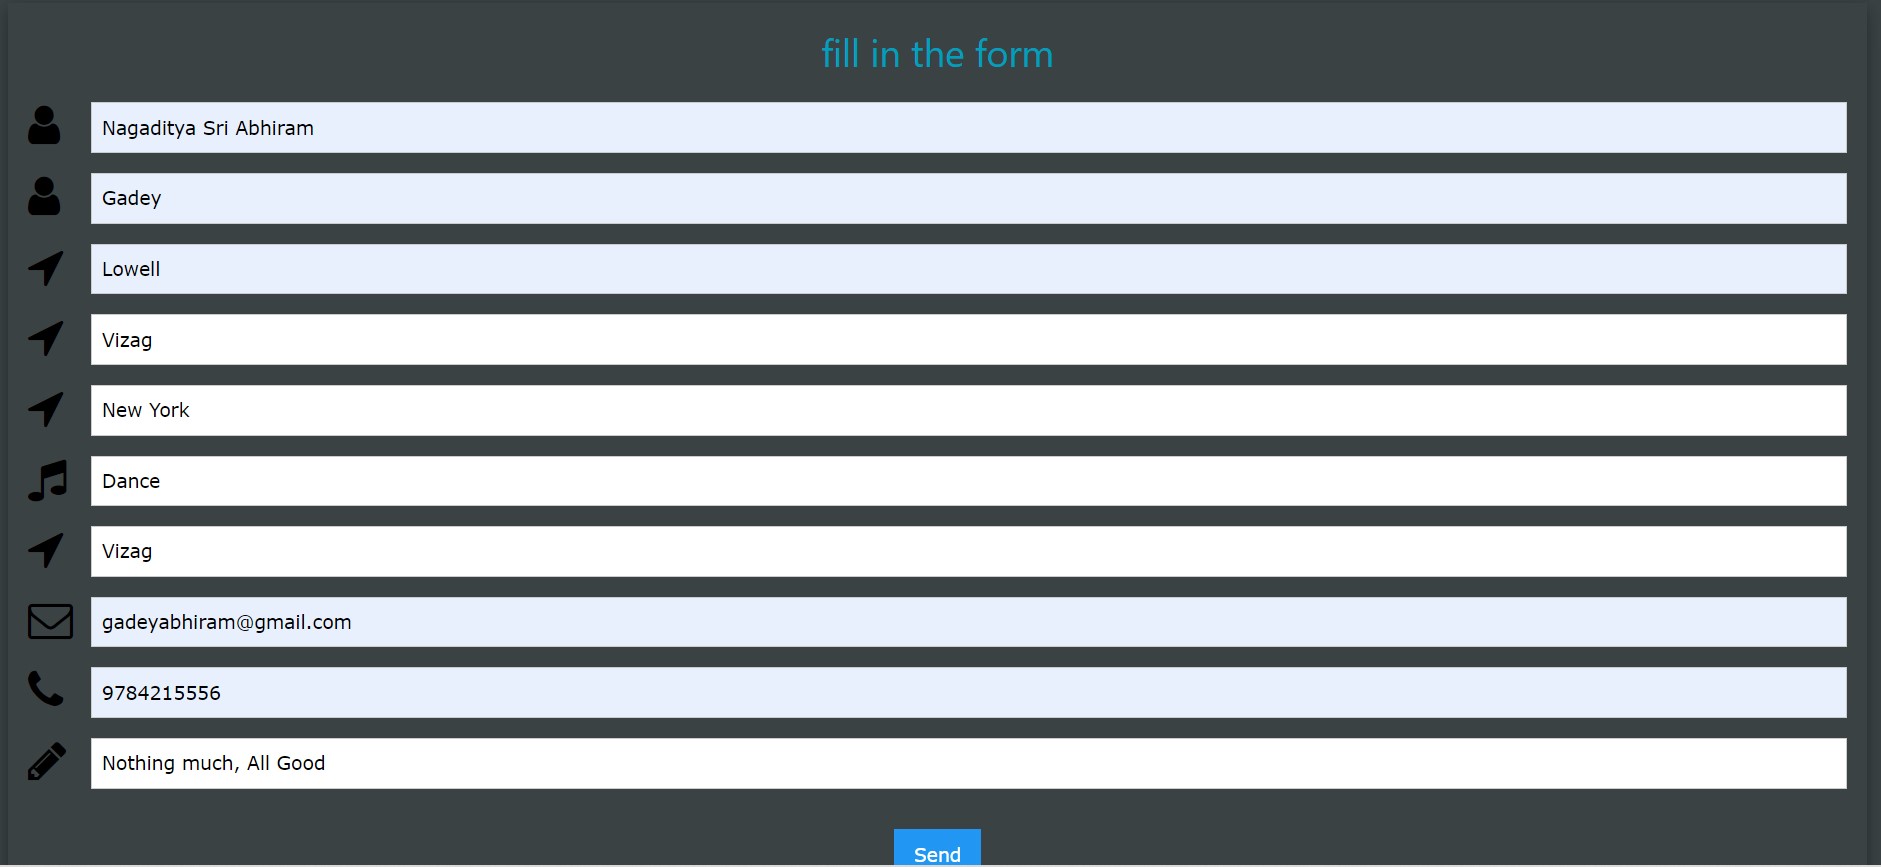 fill in the form
Nagaditya Sri Abhiram
Gadey
Lowell
Vizag
New York
Dance
Vizag
gadeyabhiram@gmail.com
9784215556
Nothing much, All Good
Send